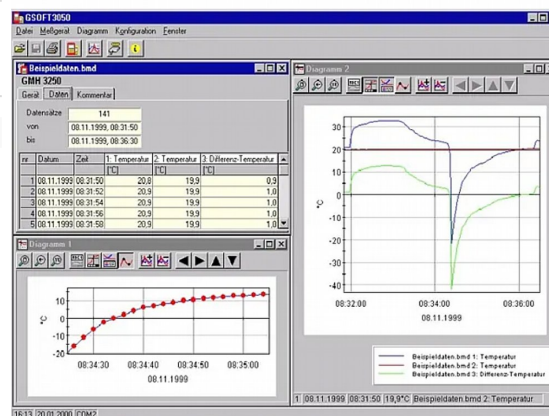 GSOFT3050
Datei Meßgerät Diagramm Konfiguration Fenster
Beispieldaten.bmd
GMH 3250
Gerät Daten Kommentar
Datensätze 141
von 08.11.1999, 08:31:50
bis 08.11.1999, 08:36:30
nr Datum Zeit 1: Temperatur 2: Temperatur 3: Differenz-Temperatur
[°C] [°C] [°C]
1 08.11.1999 08:31:50 20,8 19,9 0,9
2 08.11.1999 08:31:52 20,9 19,9 1,0
3 08.11.1999 08:31:54 20,9 19,9 1,0
4 08.11.1999 08:31:56 20,9 19,9 1,0
5 08.11.1999 08:31:58 20,9 19,9 1,0
Diagramm 1
10
0
-10
-20
°C
08:34:30 08:34:40 08:34:50 08:35:00
08.11.1999
Diagramm 2
30
20
10
0
-10
-20
-30
-40
°C
08:32:00 08:34:00 08:36:00
08.11.1999
Beispieldaten.bmd 1: Temperatur
Beispieldaten.bmd 2: Temperatur
Beispieldaten.bmd 3: Differenz-Temperatur
1 08.11.1999 08:31:50 19,9°C Beispieldaten.bmd 2: Temperatur
16:13 20.01.2000 COM2